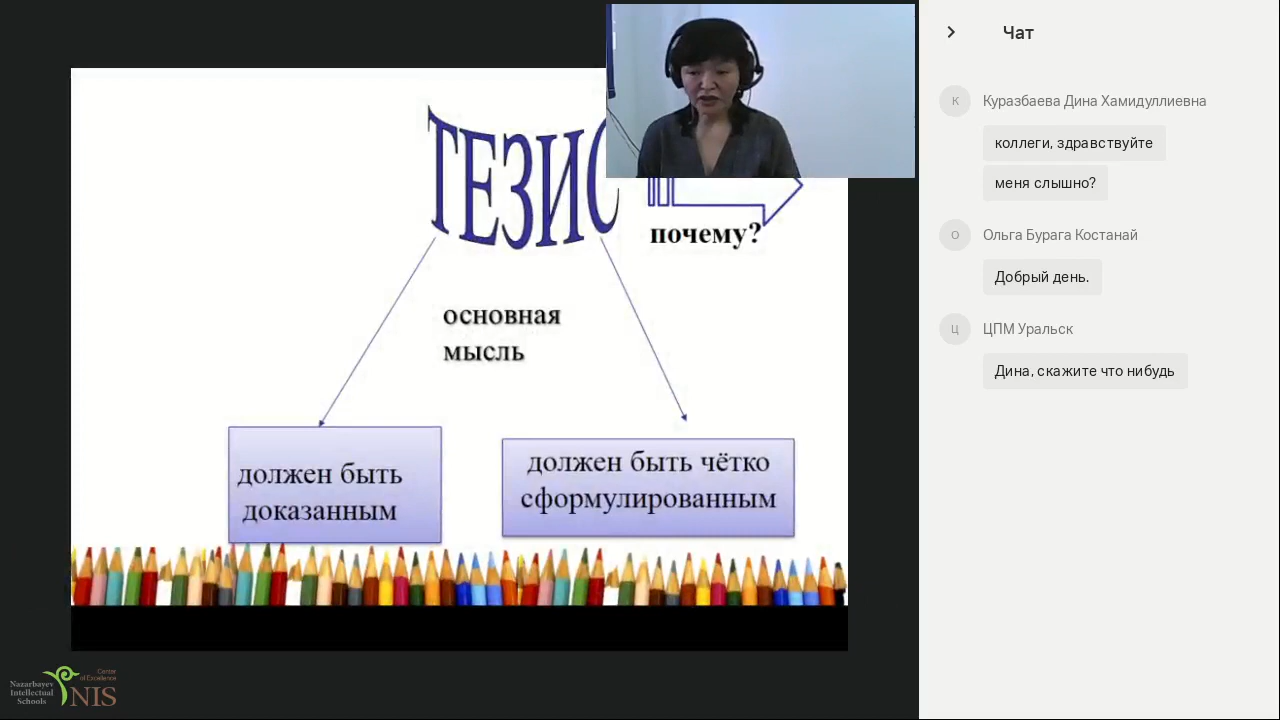 ТЕЗИС
почему?
основная
мысль
должен быть
доказанным
должен быть чётко
сформулированным
Nazarbayev
Intellectual
Schools
Center
of Excellence
NIS
Чат
К
Куразбаева Дина Хамидуллиевна
коллеги, здравствуйте
меня слышно?
О
Ольга Бурага Костанай
Добрый день.
Ц
ЦПМ Уральск
Дина, скажите что нибудь